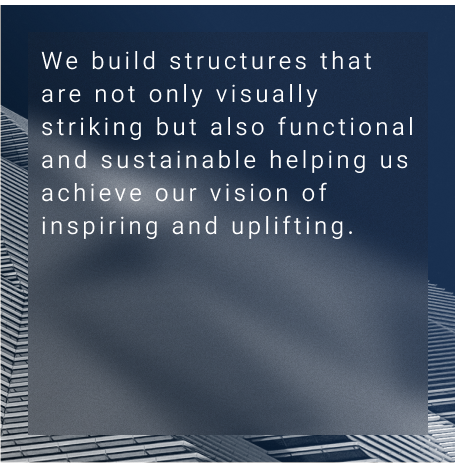 We build structures that
are not only visually
striking but also functional
and sustainable helping us
achieve our vision of
inspiring and uplifting.